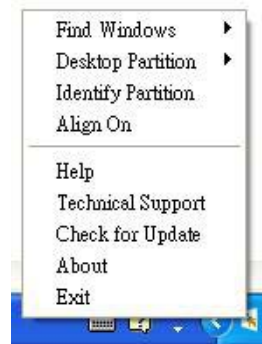 Find Windows
Desktop Partition
Identify Partition
Align On
Help
Technical Support
Check for Update
About
Exit